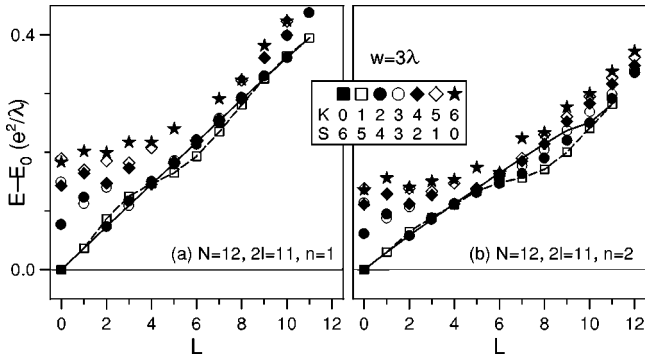 E−E₀ (e²/λ)
0.4
0.0
w=3λ
K 0 1 2 3 4 5 6
S 6 5 4 3 2 1 0
(a) N=12, 2l=11, n=1
(b) N=12, 2l=11, n=2
0 2 4 6 8 10
0 2 4 6 8 10 12
L
L